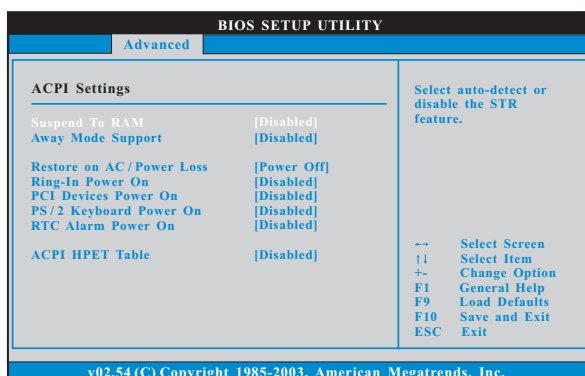 BIOS SETUP UTILITY
Advanced
ACPI Settings
Suspend To RAM [Disabled]
Away Mode Support [Disabled]
Restore on AC / Power Loss [Power Off]
Ring-In Power On [Disabled]
PCI Devices Power On [Disabled]
PS / 2 Keyboard Power On [Disabled]
RTC Alarm Power On [Disabled]
ACPI HPET Table [Disabled]
Select auto-detect or
disable the STR
feature.
←→ Select Screen
↑↓ Select Item
+- Change Option
F1 General Help
F9 Load Defaults
F10 Save and Exit
ESC Exit
v02.54 (C) Copyright 1985-2003, American Megatrends, Inc.